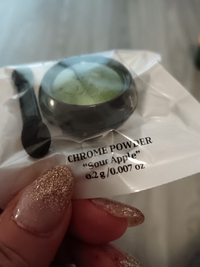 CHROME POWDER
"Sour Apple"
0.2 g/0.007 oz